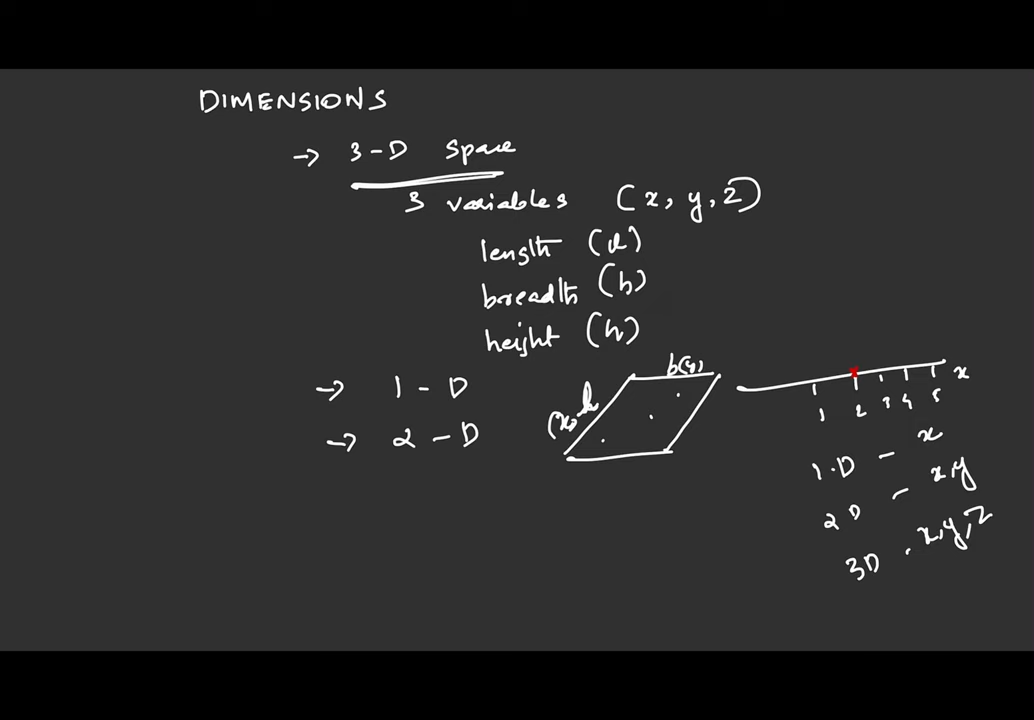 DIMENSIONS
→ 3-D space
3 variables (x, y, z)
length (l)
breadth (b)
height (h)
→ 1 - D
→ 2 - D
b(y)
(x) l
1 2 3 4 5 x
1.D - x
2D - x,y
3D - x,y,z